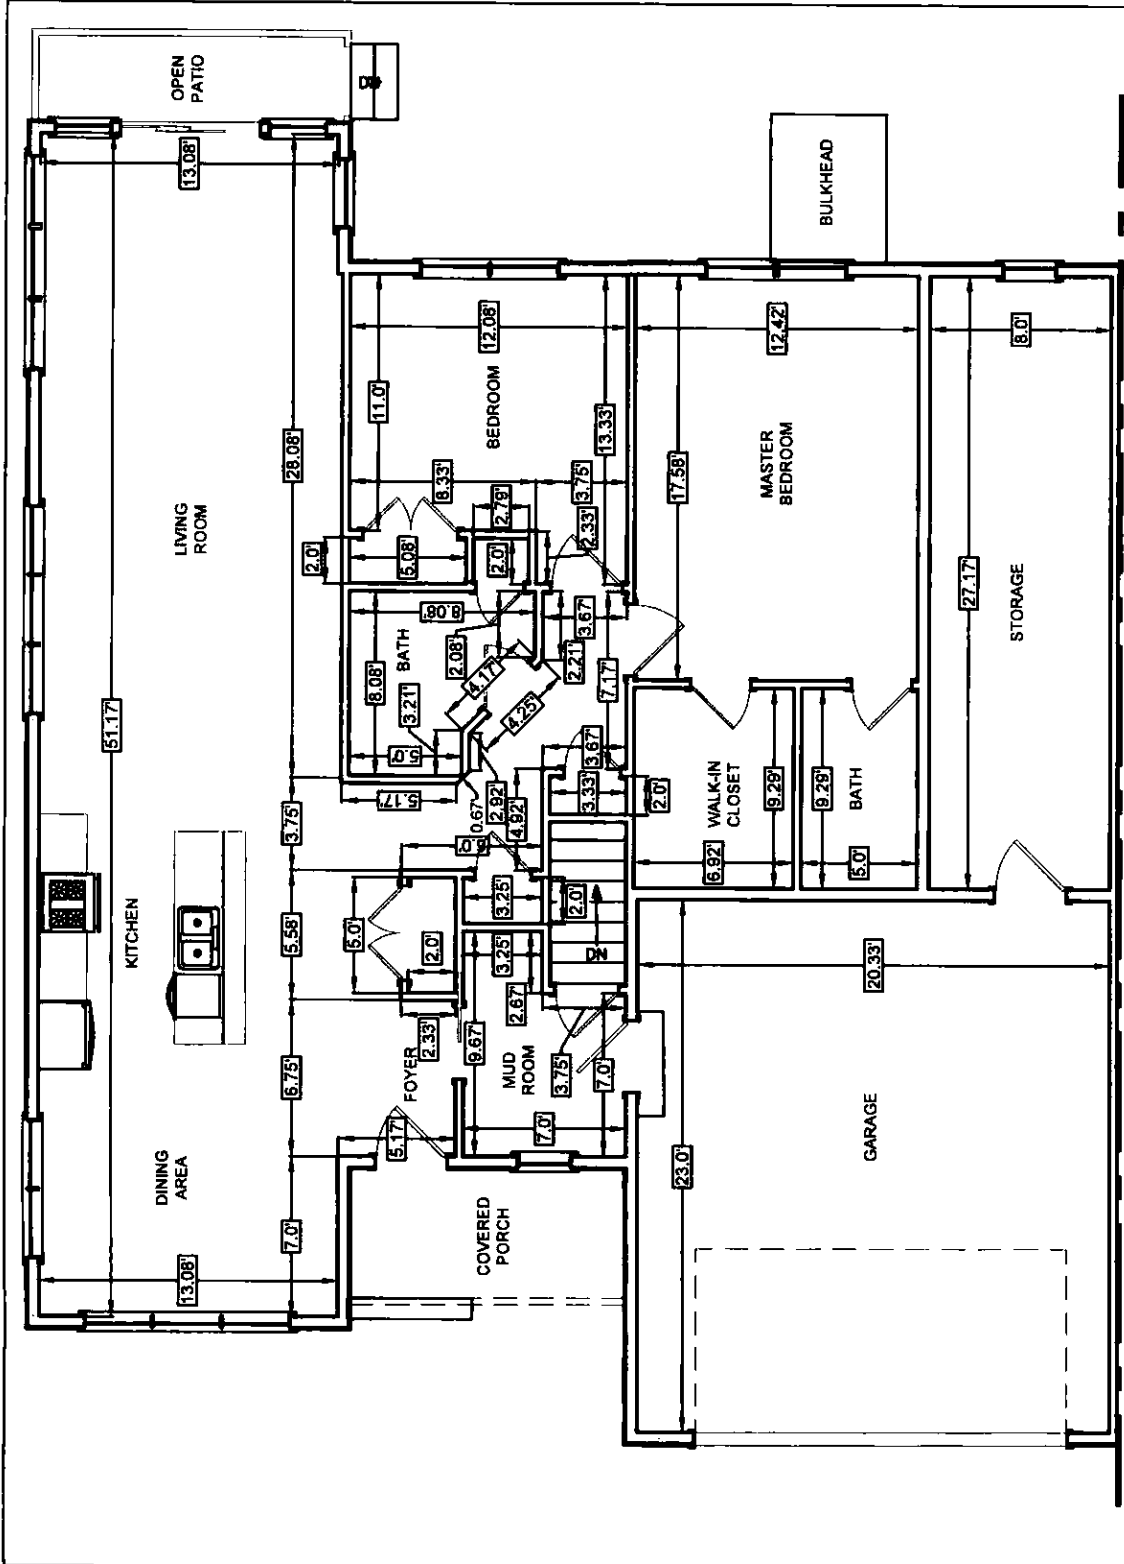 OPEN
PATIO
DW
13.08'
LIVING
ROOM
28.08'
51.17'
3.75'
KITCHEN
5.58'
6.75'
DINING
AREA
7.0'
13.08'
BULKHEAD
11.0'
12.08'
BEDROOM
13.33'
8.33'
3.75'
2.79'
2.33'
2.0'
5.08'
2.0'
8.08'
BATH
8.08'
2.08'
3.67'
2.21'
4.17'
7.17'
3.21'
4.25'
5.0'
5.17'
0.67'
2.92'
4.92'
3.67'
3.33'
2.0'
3.25'
2.0'
DN
5.0'
2.0'
2.33'
FOYER
5.17'
9.67'
3.25'
2.67'
MUD
ROOM
3.75'
7.0'
7.0'
COVERED
PORCH
12.42'
17.58'
MASTER
BEDROOM
WALK-IN
CLOSET
9.29'
6.92'
9.29'
BATH
5.0'
8.0'
27.17'
STORAGE
20.33'
GARAGE
23.0'